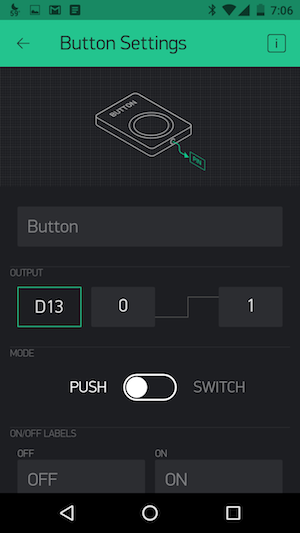 7:06
Button Settings
i
BUTTON
PIN
Button
OUTPUT
D13 0 1
MODE
PUSH SWITCH
ON/OFF LABELS
OFF ON
OFF ON